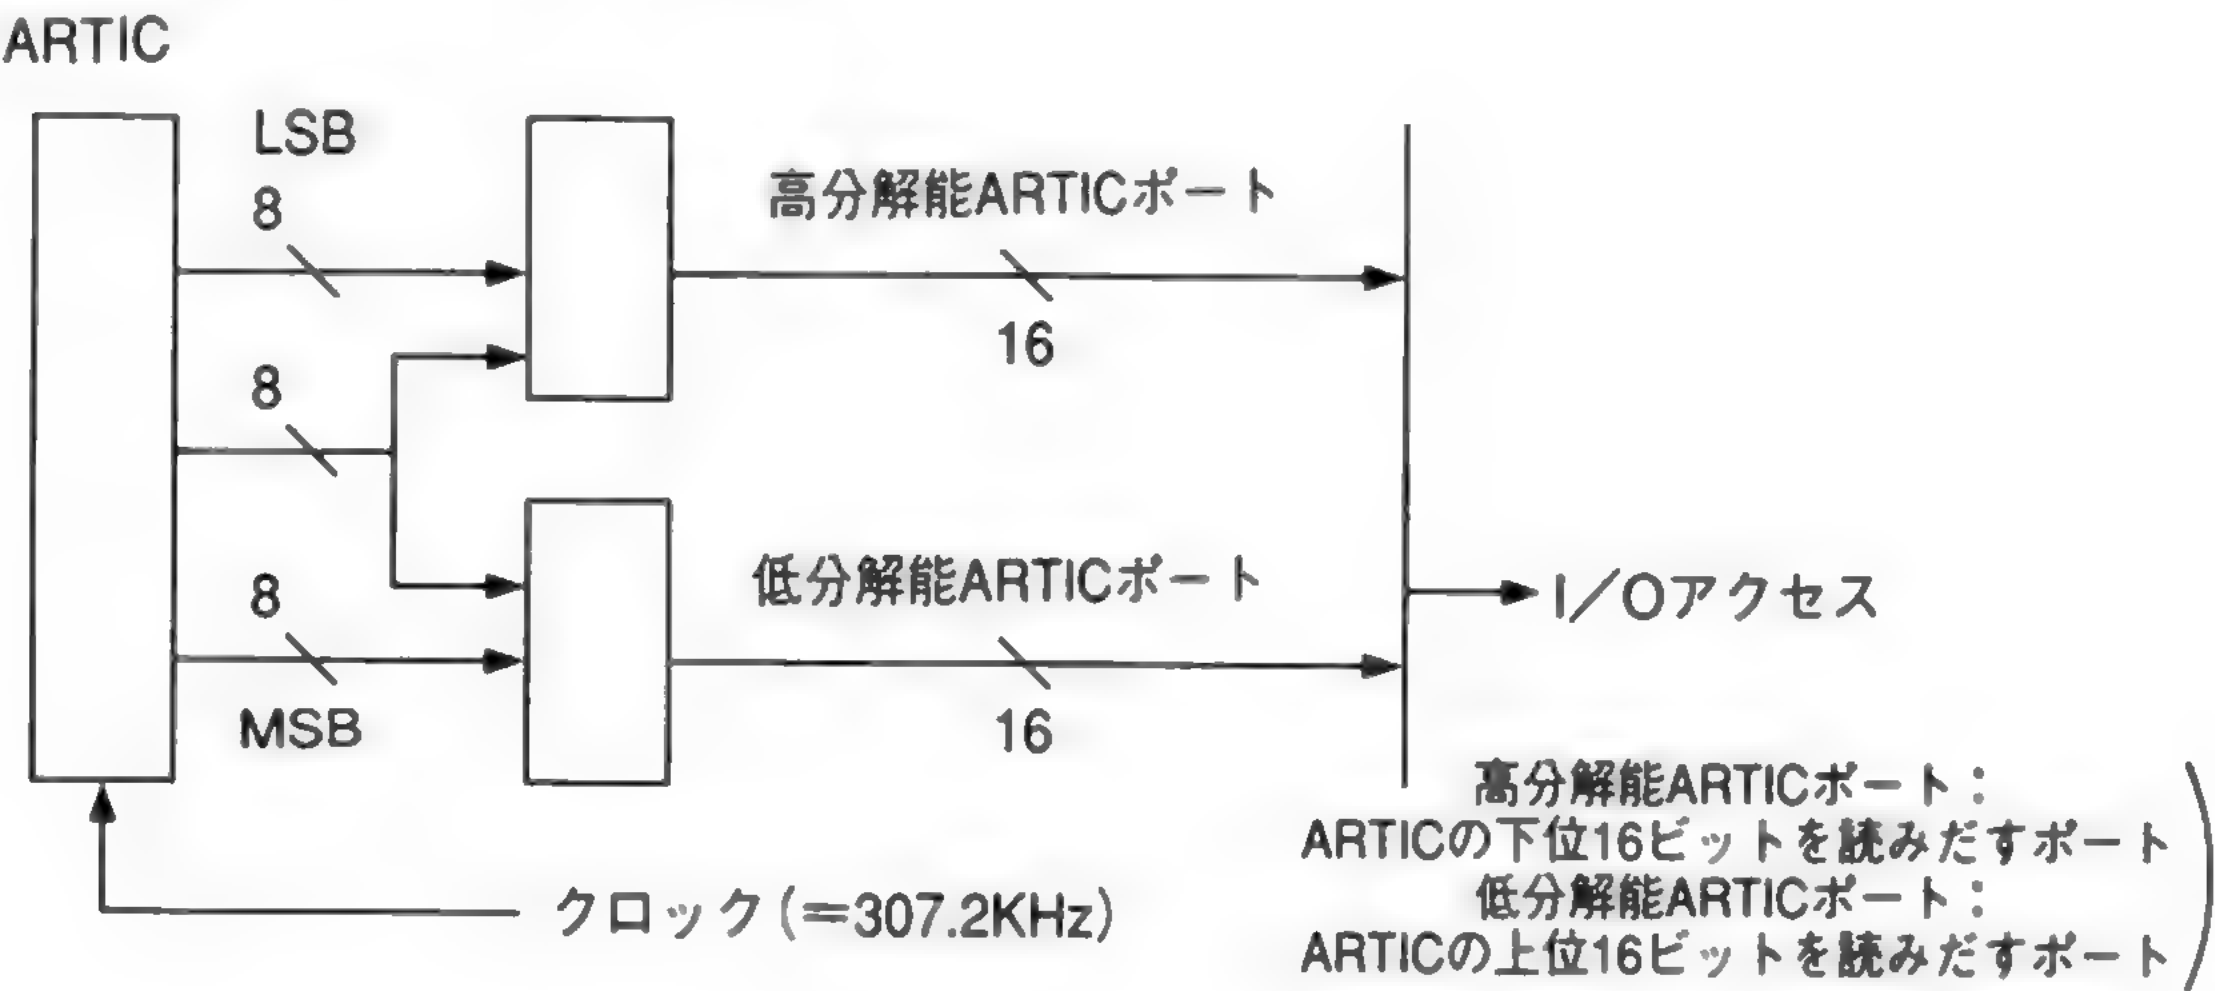 ARTIC
LSB
8
高分解能ARTICポート
16
8
8
低分解能ARTICポート
I/Oアクセス
MSB
16
高分解能ARTICポート:
ARTICの下位16ビットを読みだすポート
低分解能ARTICポート:
ARTICの上位16ビットを読みだすポート
クロック(=307.2KHz)